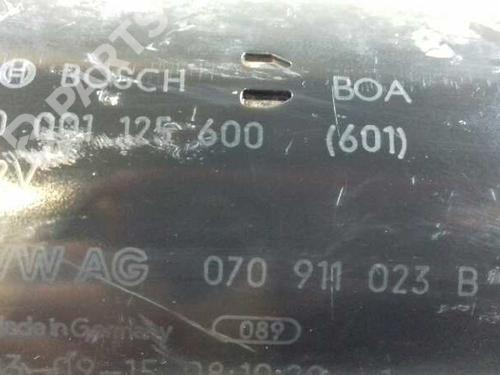 BOSCH BOA
0 001 125 600 (601)
VW AG 070 911 023 B
Made in Germany 089